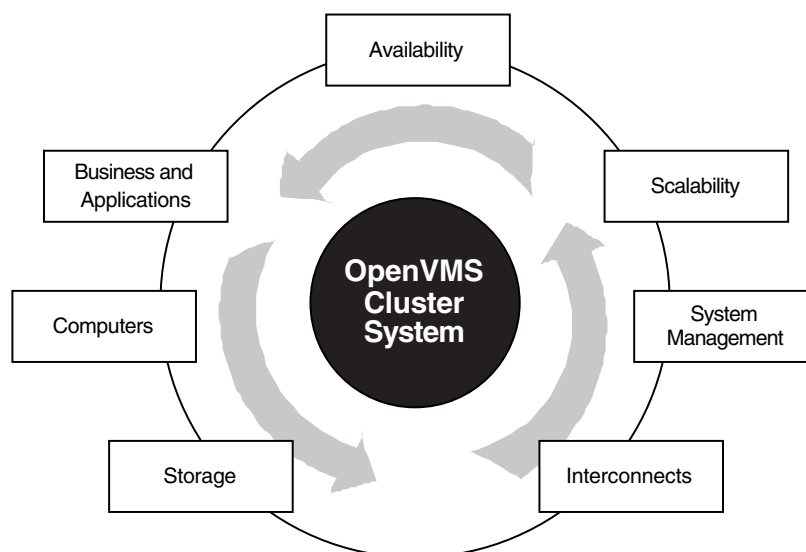 Availability
Business and
Applications
Scalability
OpenVMS
Cluster
System
Computers
System
Management
Storage
Interconnects